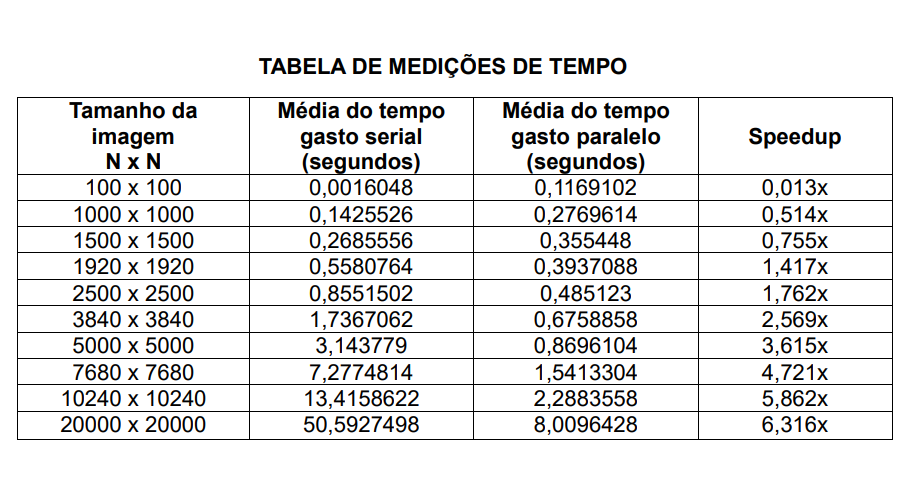 TABELA DE MEDIÇÕES DE TEMPO
Tamanho da imagem N x N | Média do tempo gasto serial (segundos) | Média do tempo gasto paralelo (segundos) | Speedup
100 x 100 | 0,0016048 | 0,1169102 | 0,013x
1000 x 1000 | 0,1425526 | 0,2769614 | 0,514x
1500 x 1500 | 0,2685556 | 0,355448 | 0,755x
1920 x 1920 | 0,5580764 | 0,3937088 | 1,417x
2500 x 2500 | 0,8551502 | 0,485123 | 1,762x
3840 x 3840 | 1,7367062 | 0,6758858 | 2,569x
5000 x 5000 | 3,143779 | 0,8696104 | 3,615x
7680 x 7680 | 7,2774814 | 1,5413304 | 4,721x
10240 x 10240 | 13,4158622 | 2,2883558 | 5,862x
20000 x 20000 | 50,5927498 | 8,0096428 | 6,316x